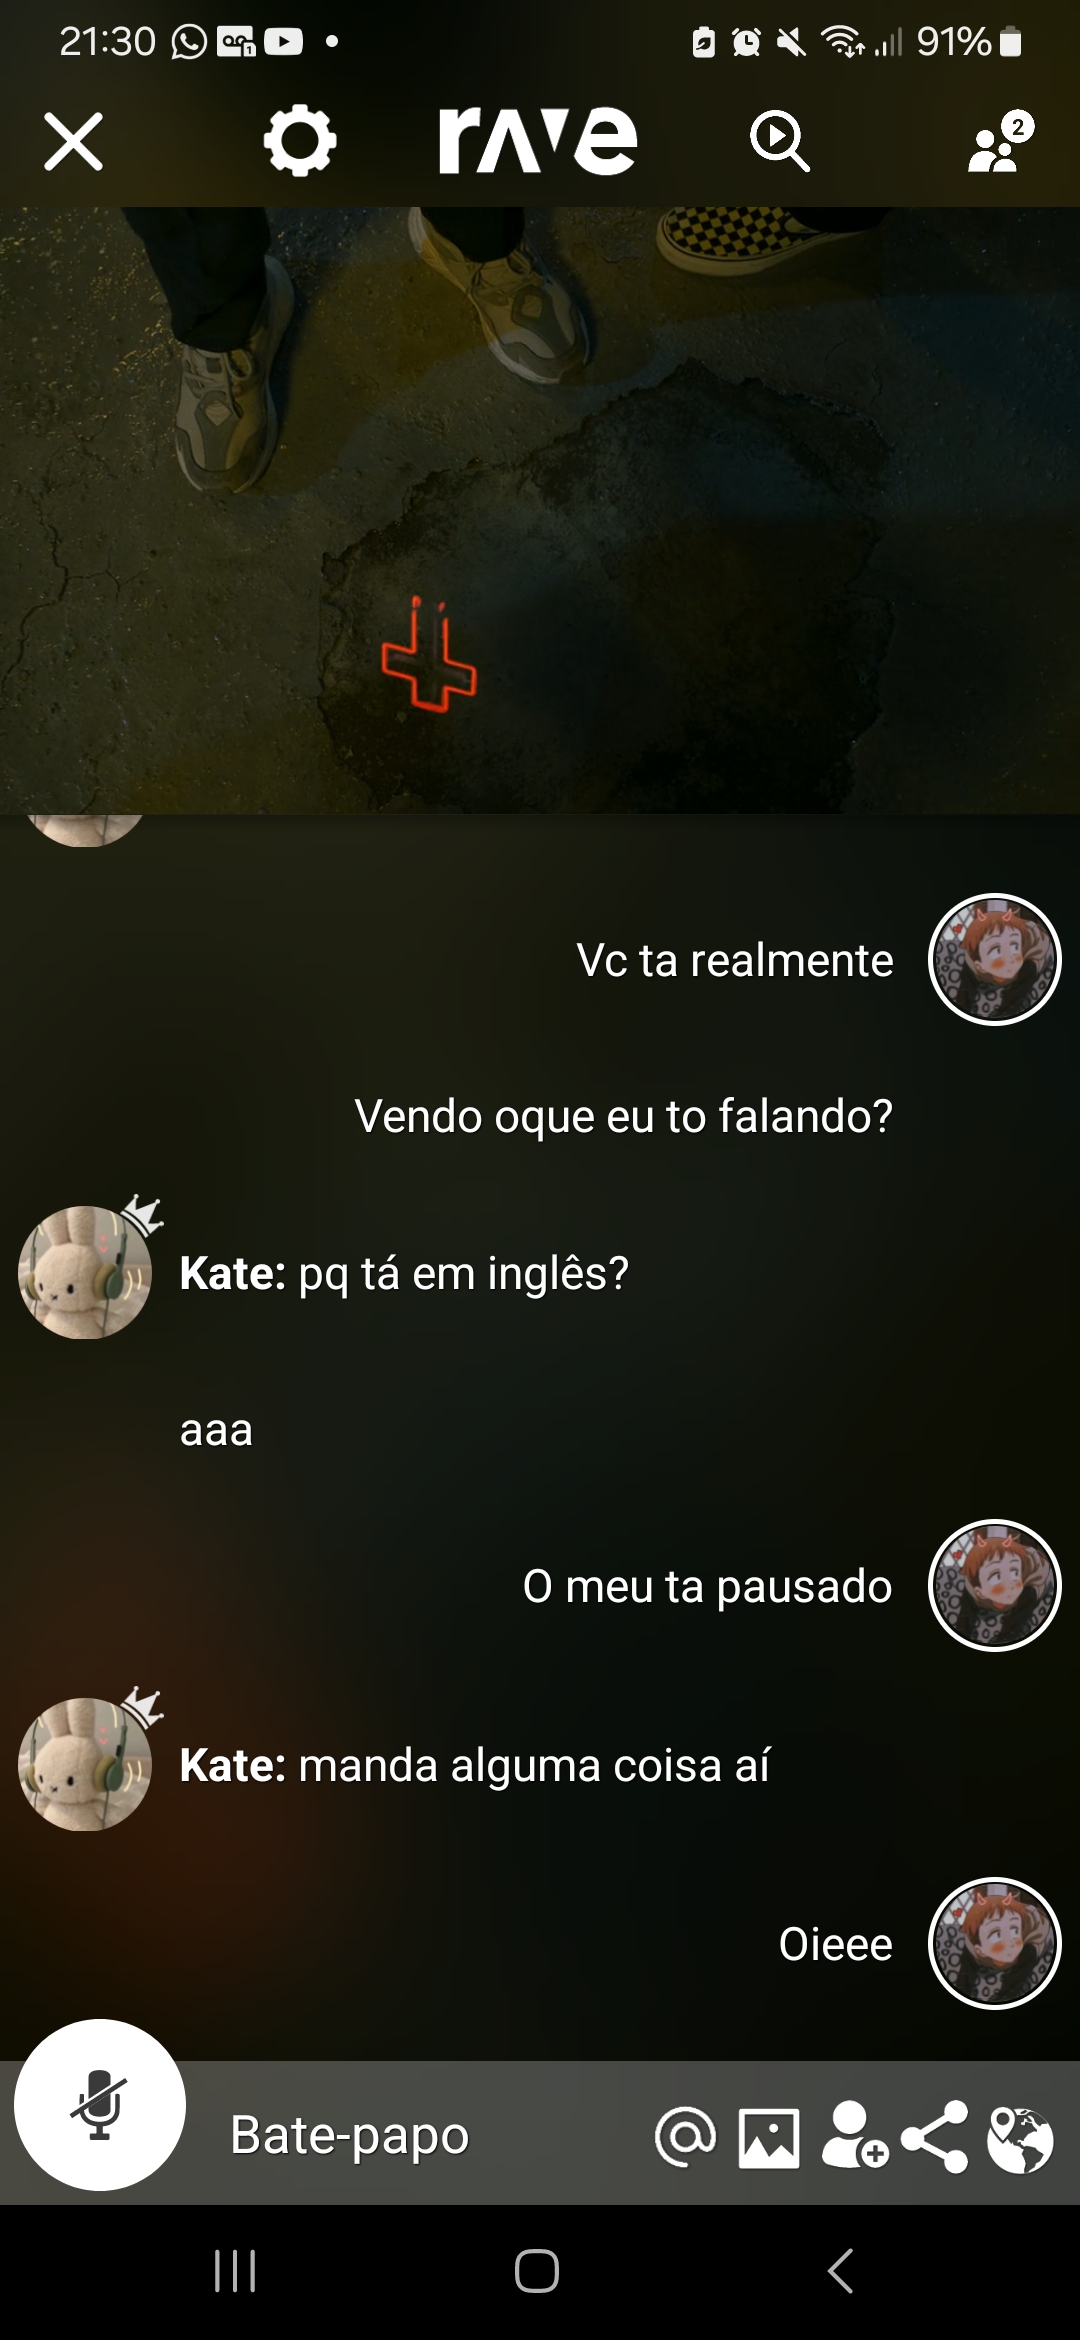 21:30
91%
rave
2
Vc ta realmente
Vendo oque eu to falando?
Kate: pq tá em inglês?
aaa
O meu ta pausado
Kate: manda alguma coisa aí
Oieee
Bate-papo